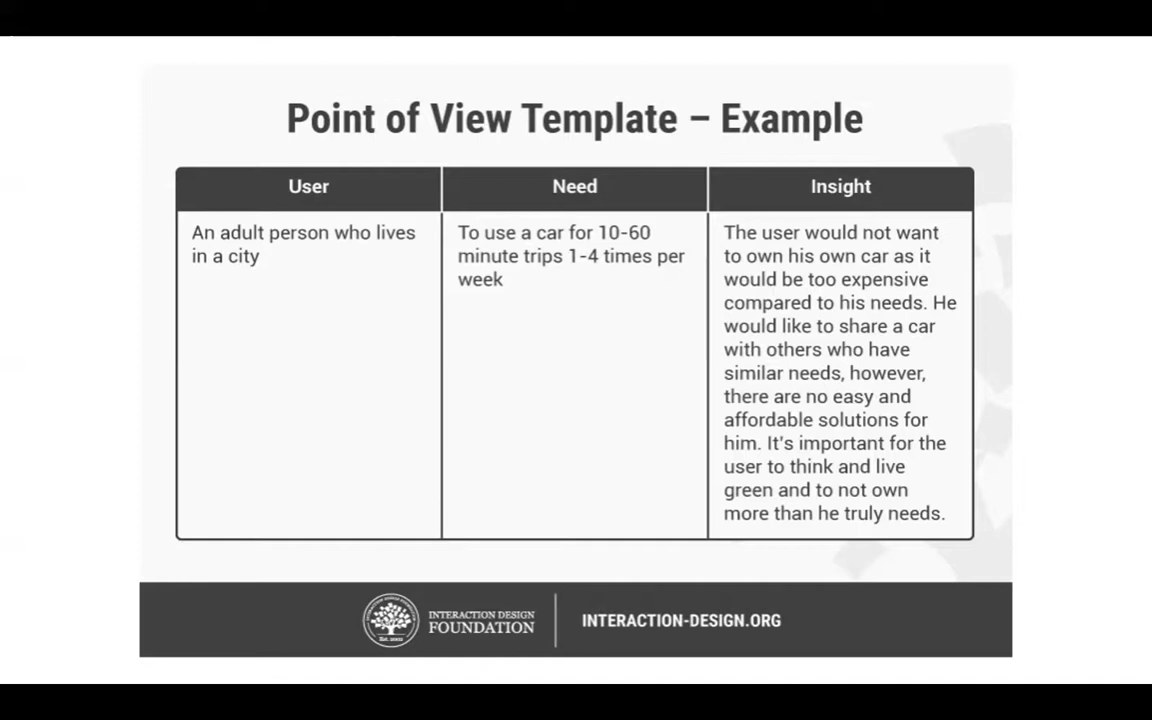 Point of View Template – Example
User
Need
Insight
An adult person who lives
in a city
To use a car for 10-60
minute trips 1-4 times per
week
The user would not want
to own his own car as it
would be too expensive
compared to his needs. He
would like to share a car
with others who have
similar needs, however,
there are no easy and
affordable solutions for
him. It's important for the
user to think and live
green and to not own
more than he truly needs.
INTERACTION DESIGN FOUNDATION
Est. 2002
INTERACTION DESIGN
FOUNDATION
INTERACTION-DESIGN.ORG